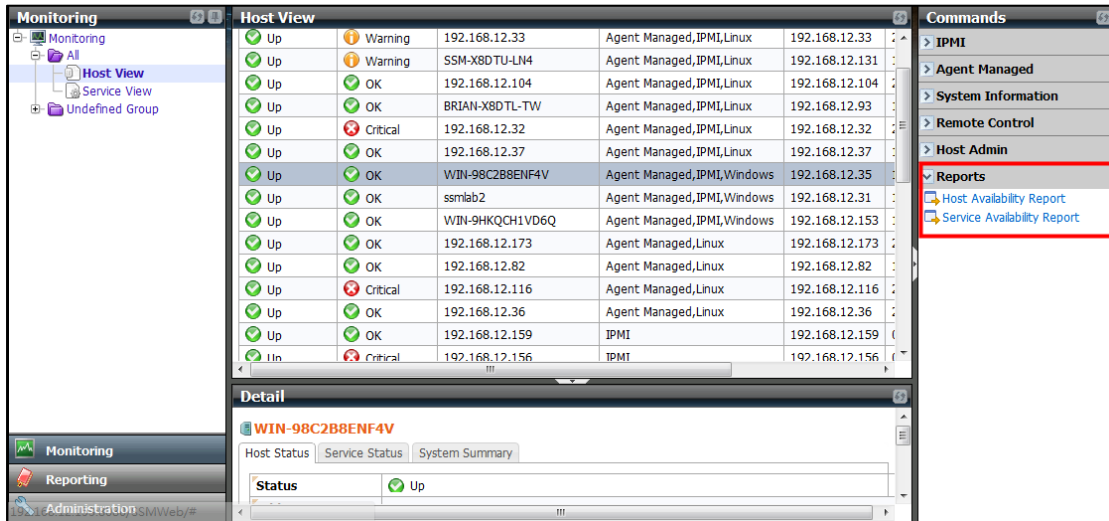 Monitoring
Monitoring
All
Host View
Service View
Undefined Group
Monitoring
Reporting
Administration
Host View
Up Warning 192.168.12.33 Agent Managed,IPMI,Linux 192.168.12.33
Up Warning SSM-X8DTU-LN4 Agent Managed,IPMI,Linux 192.168.12.131
Up OK 192.168.12.104 Agent Managed,IPMI,Linux 192.168.12.104
Up OK BRIAN-X8DTL-TW Agent Managed,IPMI,Linux 192.168.12.93
Up Critical 192.168.12.32 Agent Managed,IPMI,Linux 192.168.12.32
Up OK 192.168.12.37 Agent Managed,IPMI,Linux 192.168.12.37
Up OK WIN-98C2B8ENF4V Agent Managed,IPMI,Windows 192.168.12.35
Up OK ssmlab2 Agent Managed,IPMI,Windows 192.168.12.31
Up OK WIN-9HKQCH1VD6Q Agent Managed,IPMI,Windows 192.168.12.153
Up OK 192.168.12.173 Agent Managed,Linux 192.168.12.173
Up OK 192.168.12.82 Agent Managed,Linux 192.168.12.82
Up Critical 192.168.12.116 Agent Managed,Linux 192.168.12.116
Up OK 192.168.12.36 Agent Managed,Linux 192.168.12.36
Up OK 192.168.12.159 IPMI 192.168.12.159
Up Critical 192.168.12.156 IPMI 192.168.12.156
Detail
WIN-98C2B8ENF4V
Host Status Service Status System Summary
Status Up
Commands
IPMI
Agent Managed
System Information
Remote Control
Host Admin
Reports
Host Availability Report
Service Availability Report